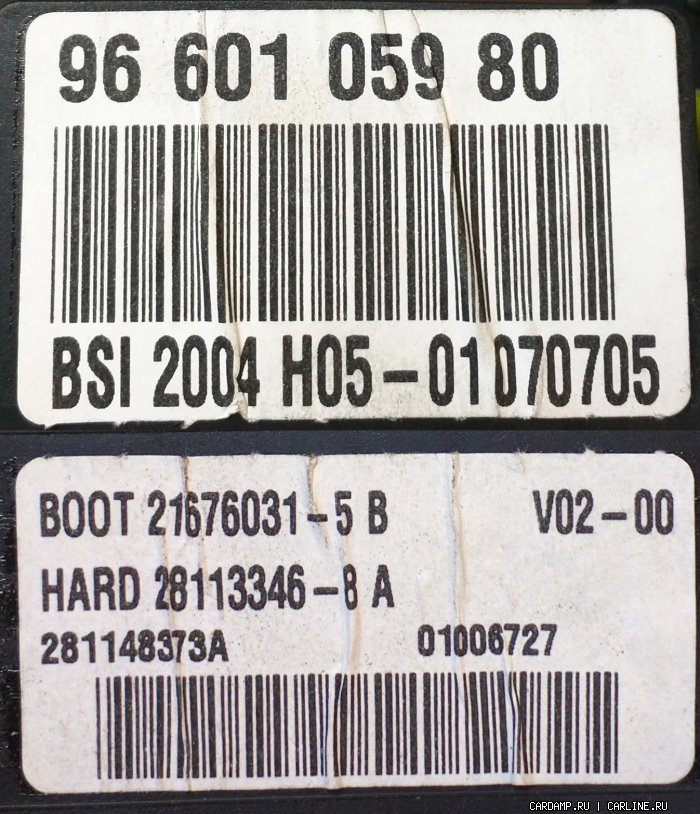 96 601 059 80
BSI 2004 H05-01070705
BOOT 21676031-5 B V02-00
HARD 28113346-8 A
281148373A 01006727
CARDAMP.RU | CARLINE.RU